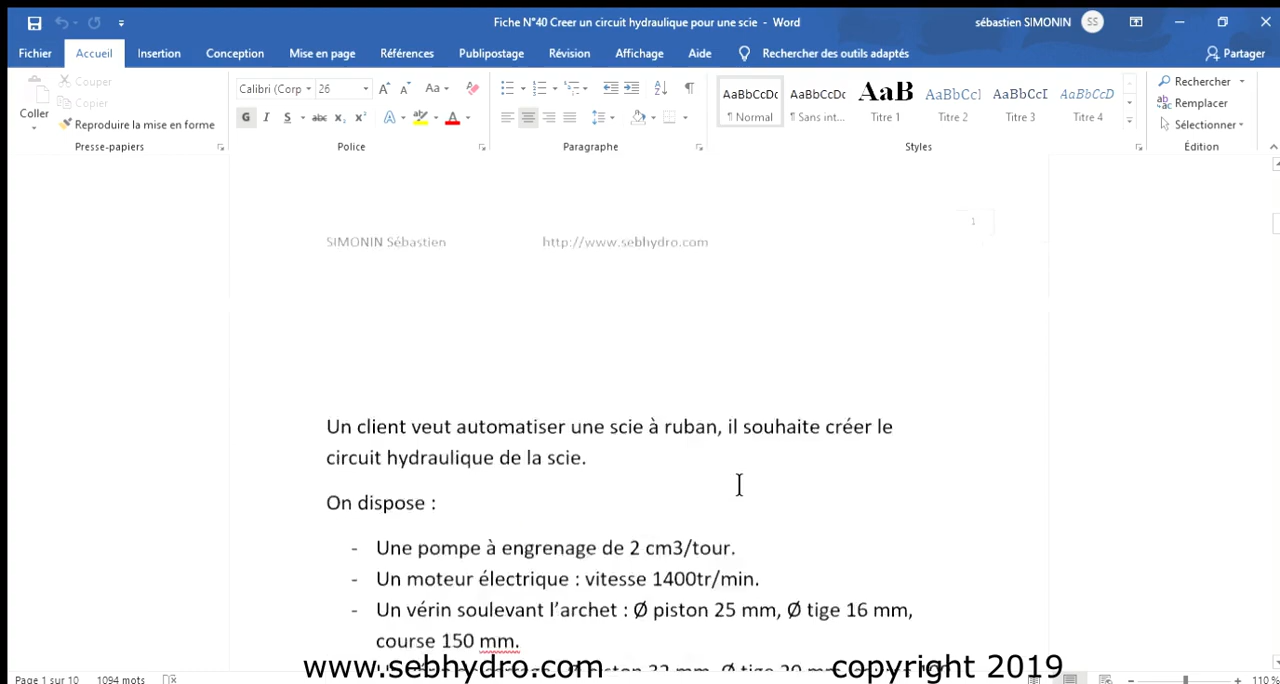 Fiche N°40 Creer un circuit hydraulique pour une scie - Word
sébastien SIMONIN SS
Fichier Accueil Insertion Conception Mise en page Références Publipostage Révision Affichage Aide Rechercher des outils adaptés Partager
Coller
Couper
Copier
Reproduire la mise en forme
Presse-papiers
Calibri (Corp 26
G I S abc x₂ x²
Police
Paragraphe
AaBbCcDc AaBbCcDc AaB AaBbCcl AaBbCcI AaBbCcD
¶ Normal ¶ Sans int... Titre 1 Titre 2 Titre 3 Titre 4
Styles
Rechercher
Remplacer
Sélectionner
Édition
1
SIMONIN Sébastien http://www.sebhydro.com
Un client veut automatiser une scie à ruban, il souhaite créer le
circuit hydraulique de la scie.
On dispose :
- Une pompe à engrenage de 2 cm3/tour.
- Un moteur électrique : vitesse 1400tr/min.
- Un vérin soulevant l’archet : Ø piston 25 mm, Ø tige 16 mm,
course 150 mm.
www.sebhydro.com copyright 2019
Page 1 sur 10 1094 mots 110 %